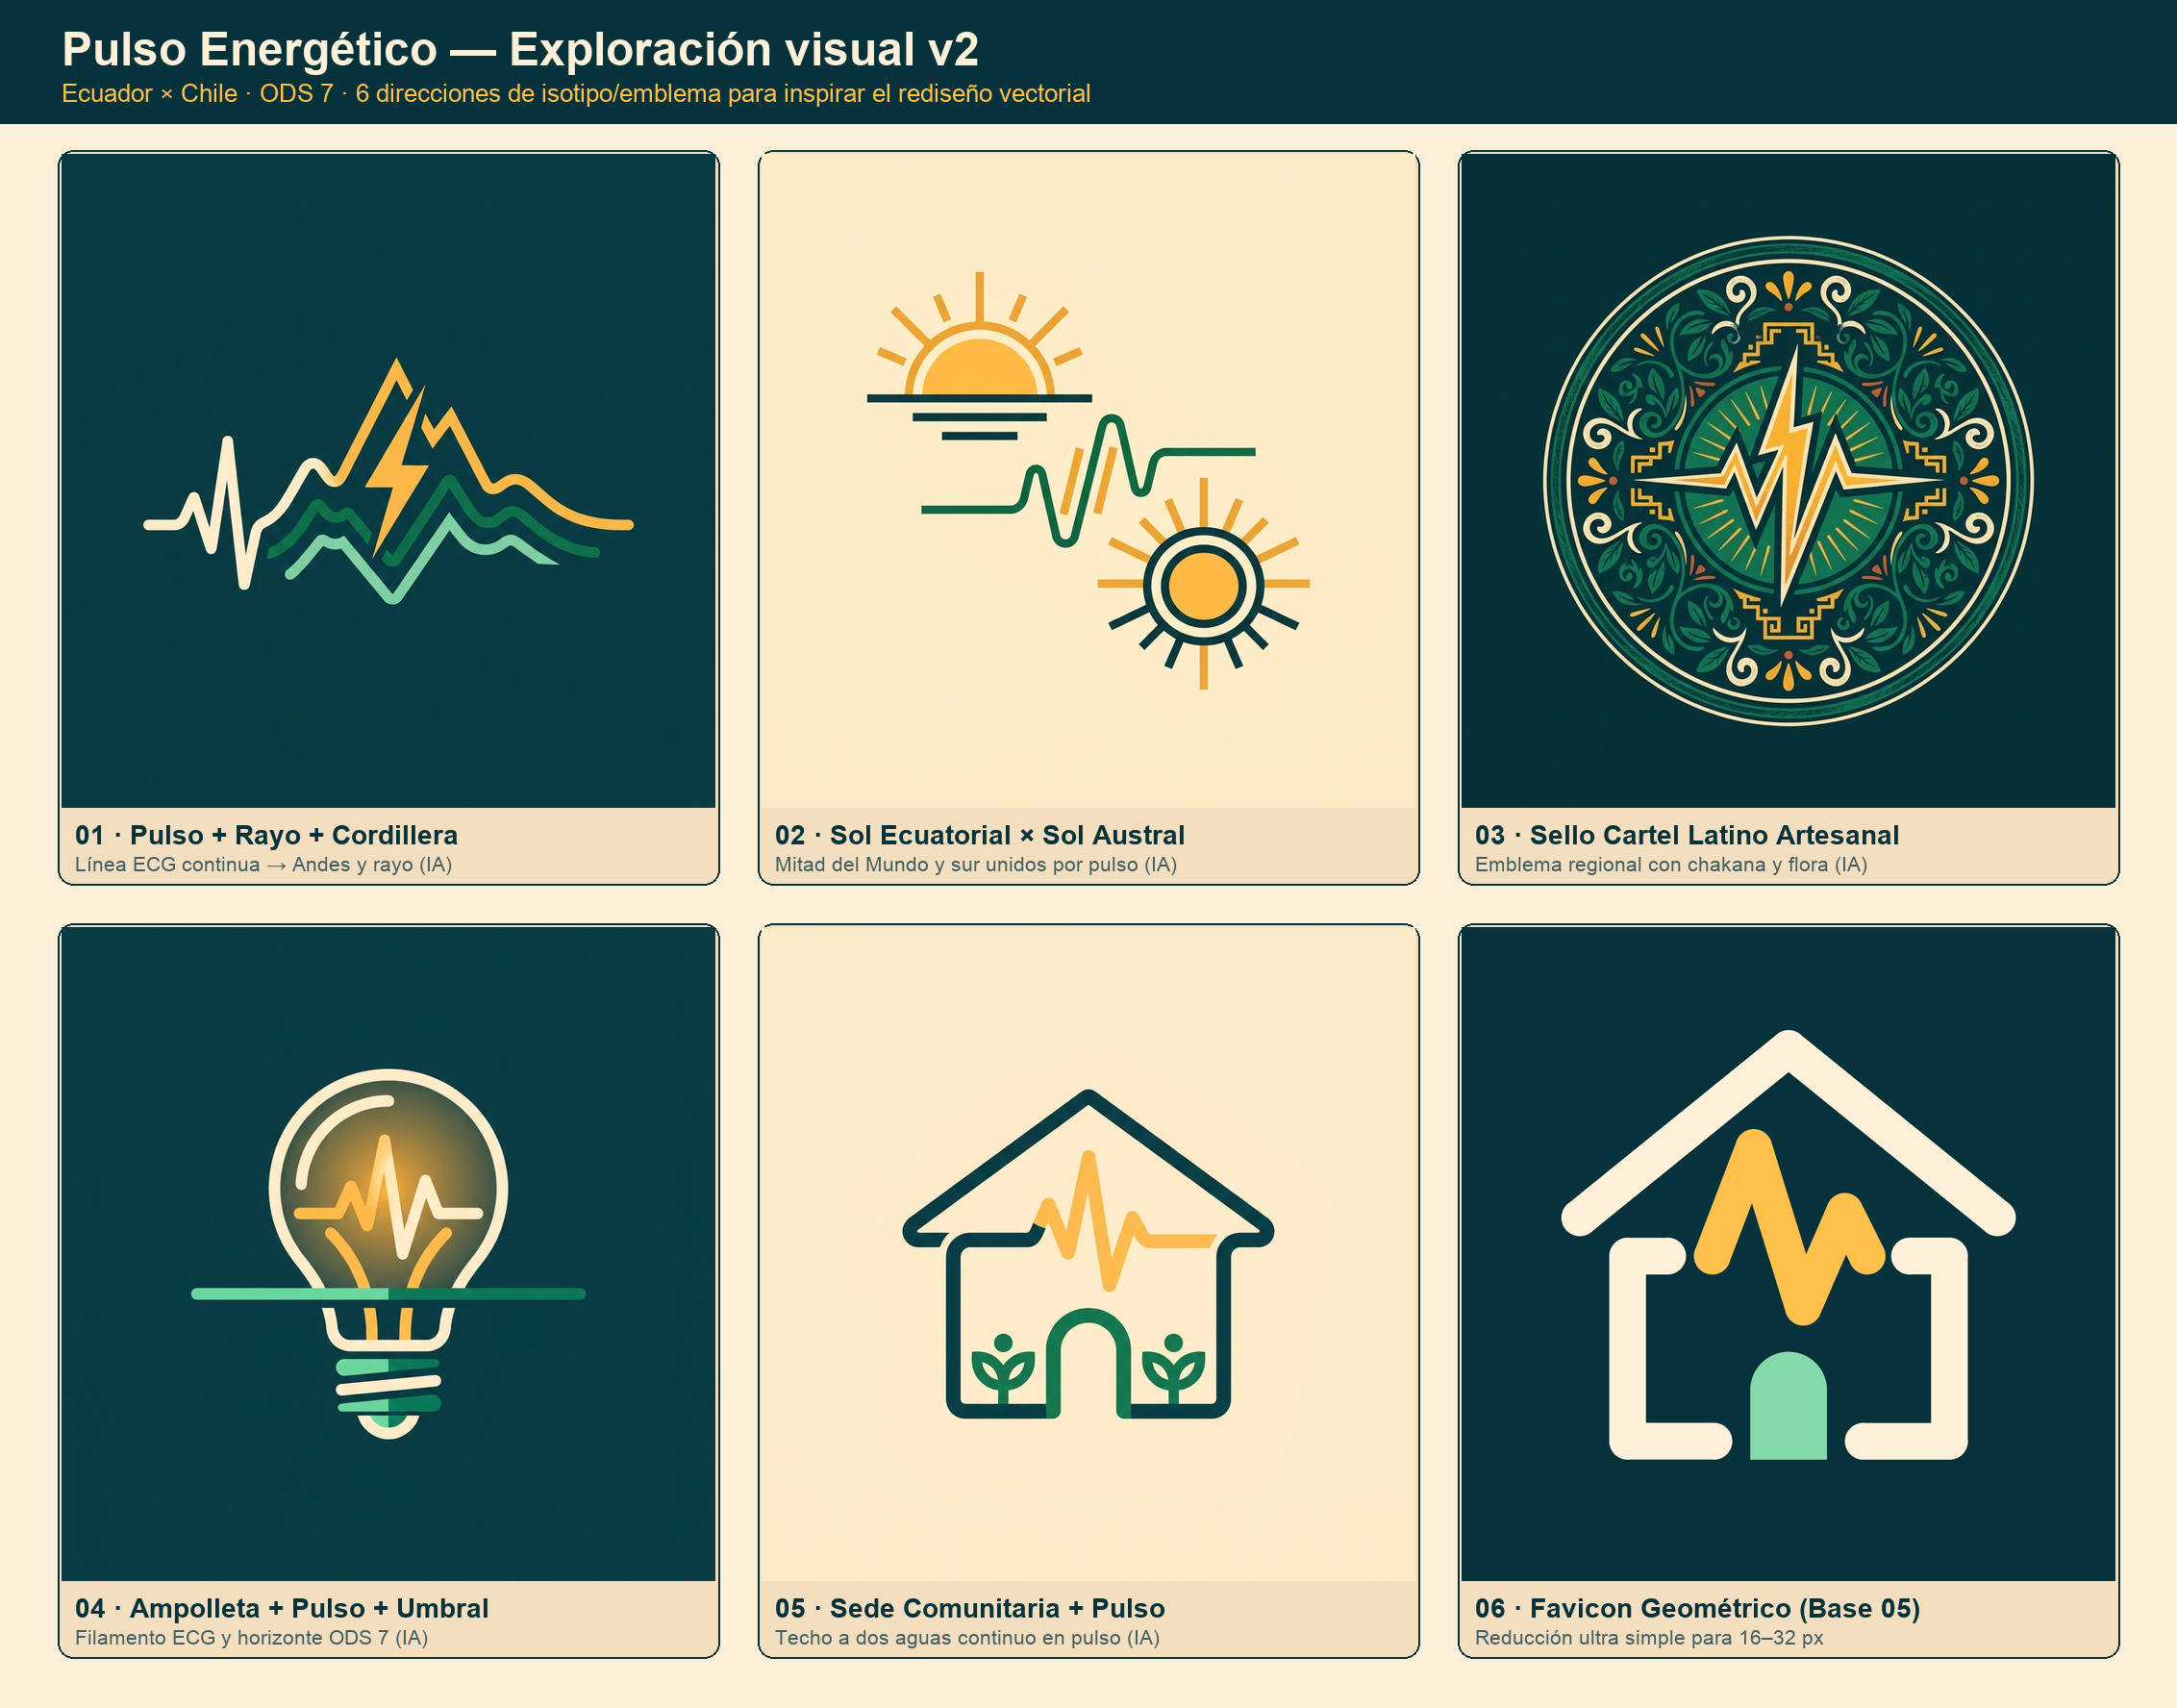 Pulso Energético — Exploración visual v2
Ecuador × Chile · ODS 7 · 6 direcciones de isotipo/emblema para inspirar el rediseño vectorial
01 · Pulso + Rayo + Cordillera
Línea ECG continua → Andes y rayo (IA)
02 · Sol Ecuatorial × Sol Austral
Mitad del Mundo y sur unidos por pulso (IA)
03 · Sello Cartel Latino Artesanal
Emblema regional con chakana y flora (IA)
04 · Ampolleta + Pulso + Umbral
Filamento ECG y horizonte ODS 7 (IA)
05 · Sede Comunitaria + Pulso
Techo a dos aguas continuo en pulso (IA)
06 · Favicon Geométrico (Base 05)
Reducción ultra simple para 16–32 px